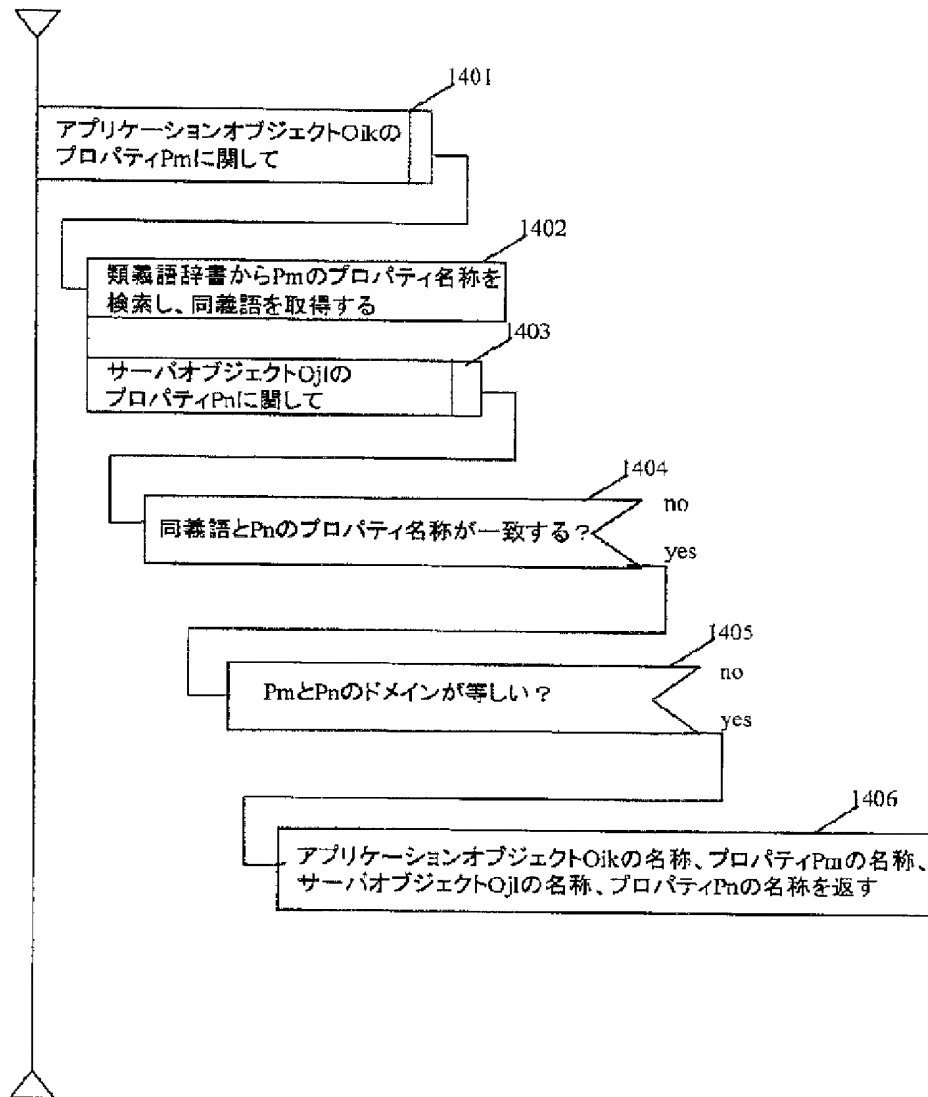 1401
アプリケーションオブジェクトOikの
プロパティPmに関して
1402
類義語辞書からPmのプロパティ名称を
検索し、同義語を取得する
1403
サーバオブジェクトOjlの
プロパティPnに関して
1404
no
同義語とPnのプロパティ名称が一致する?
yes
1405
no
PmとPnのドメインが等しい?
yes
1406
アプリケーションオブジェクトOikの名称、プロパティPmの名称、
サーバオブジェクトOjlの名称、プロパティPnの名称を返す